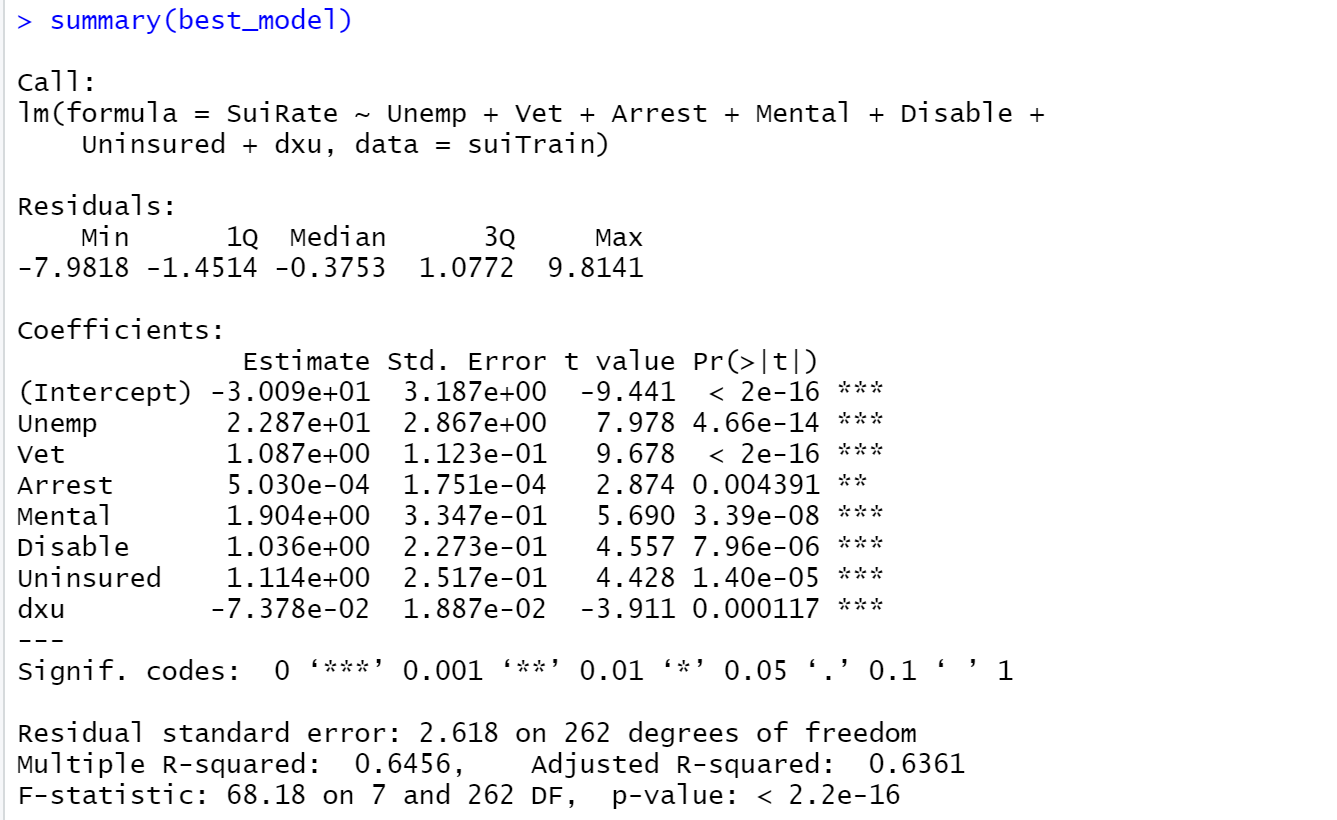 > summary(best_model)
Call:
lm(formula = SuiRate ~ Unemp + Vet + Arrest + Mental + Disable +
    Uninsured + dxu, data = suiTrain)
Residuals:
    Min      1Q  Median      3Q     Max
-7.9818 -1.4514 -0.3753  1.0772  9.8141
Coefficients:
              Estimate Std. Error t value Pr(>|t|)
(Intercept) -3.009e+01  3.187e+00  -9.441  < 2e-16 ***
Unemp        2.287e+01  2.867e+00   7.978 4.66e-14 ***
Vet          1.087e+00  1.123e-01   9.678  < 2e-16 ***
Arrest       5.030e-04  1.751e-04   2.874 0.004391 **
Mental       1.904e+00  3.347e-01   5.690 3.39e-08 ***
Disable      1.036e+00  2.273e-01   4.557 7.96e-06 ***
Uninsured    1.114e+00  2.517e-01   4.428 1.40e-05 ***
dxu         -7.378e-02  1.887e-02  -3.911 0.000117 ***
---
Signif. codes:  0 ‘***’ 0.001 ‘**’ 0.01 ‘*’ 0.05 ‘.’ 0.1 ‘ ’ 1
Residual standard error: 2.618 on 262 degrees of freedom
Multiple R-squared:  0.6456,    Adjusted R-squared:  0.6361
F-statistic: 68.18 on 7 and 262 DF,  p-value: < 2.2e-16